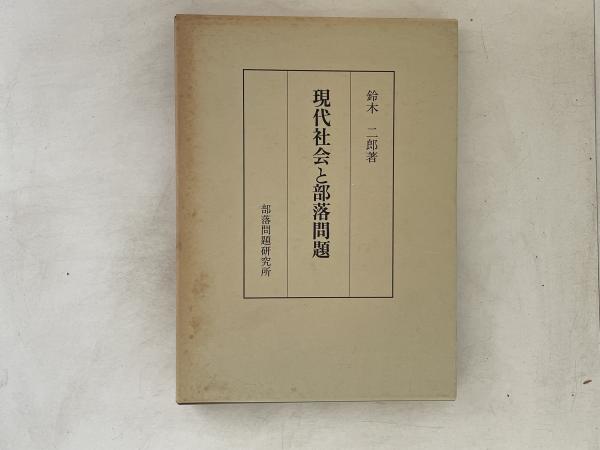 鈴木 二郎著
現代社会と部落問題
部落問題研究所